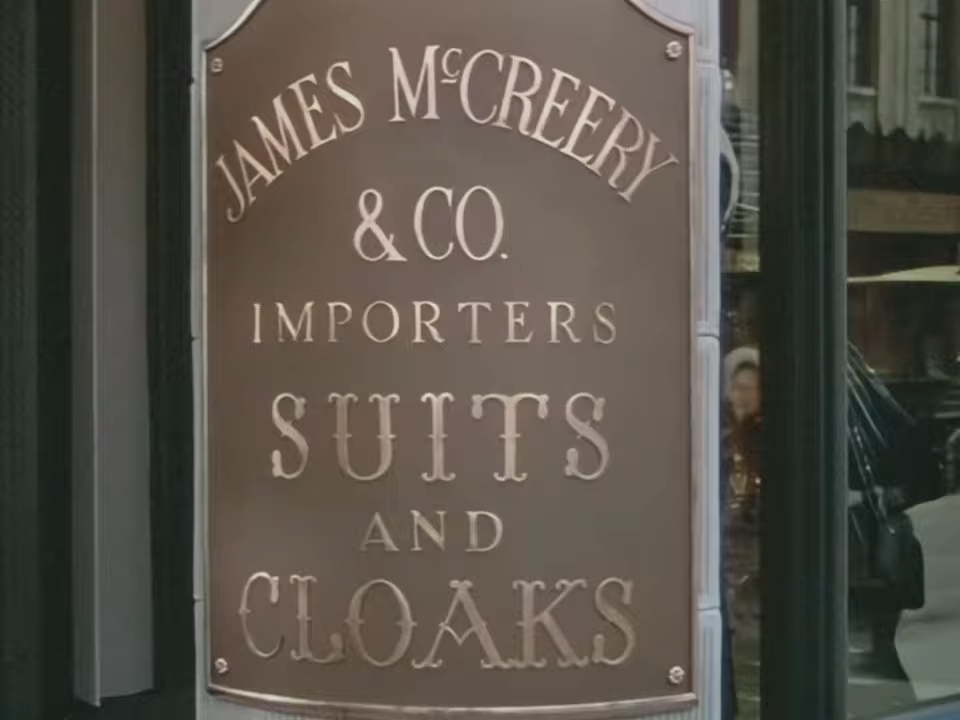 JAMES McCREERY
& CO.
IMPORTERS
SUITS
AND
CLOAKS